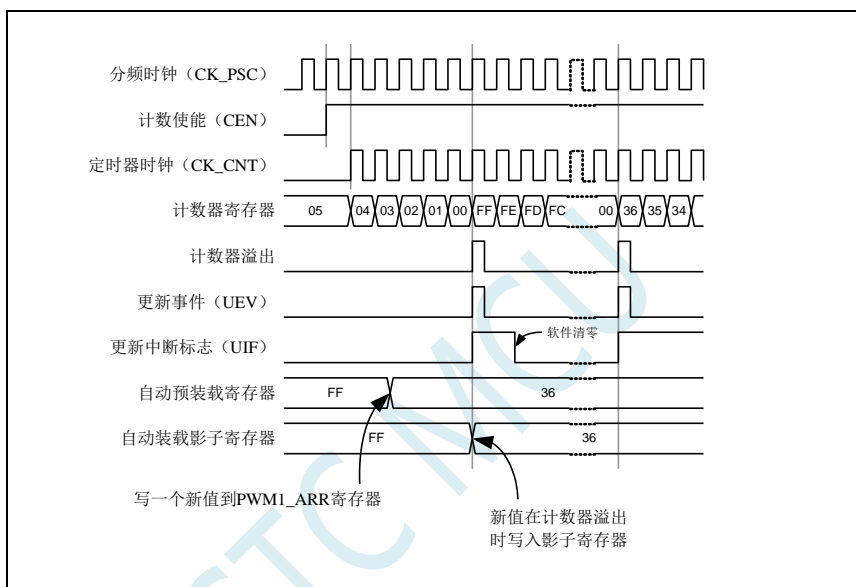 分频时钟（CK_PSC）
计数使能（CEN）
定时器时钟（CK_CNT）
计数器寄存器 05 04 03 02 01 00 FF FE FD FC 00 36 35 34
计数器溢出
更新事件（UEV）
更新中断标志（UIF） 软件清零
自动预装载寄存器 FF 36
自动装载影子寄存器 FF 36
写一个新值到PWM1_ARR寄存器
新值在计数器溢出
时写入影子寄存器
STC MCU